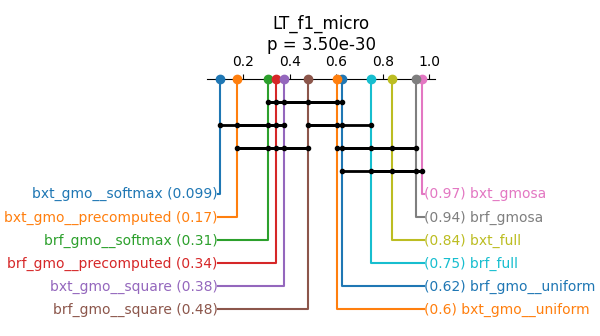 LT_f1_micro
p = 3.50e-30
0.2 0.4 0.6 0.8 1.0
bxt_gmo__softmax (0.099) (0.97) bxt_gmosa
bxt_gmo__precomputed (0.17) (0.94) brf_gmosa
brf_gmo__softmax (0.31) (0.84) bxt_full
brf_gmo__precomputed (0.34) (0.75) brf_full
bxt_gmo__square (0.38) (0.62) brf_gmo__uniform
brf_gmo__square (0.48) (0.6) bxt_gmo__uniform